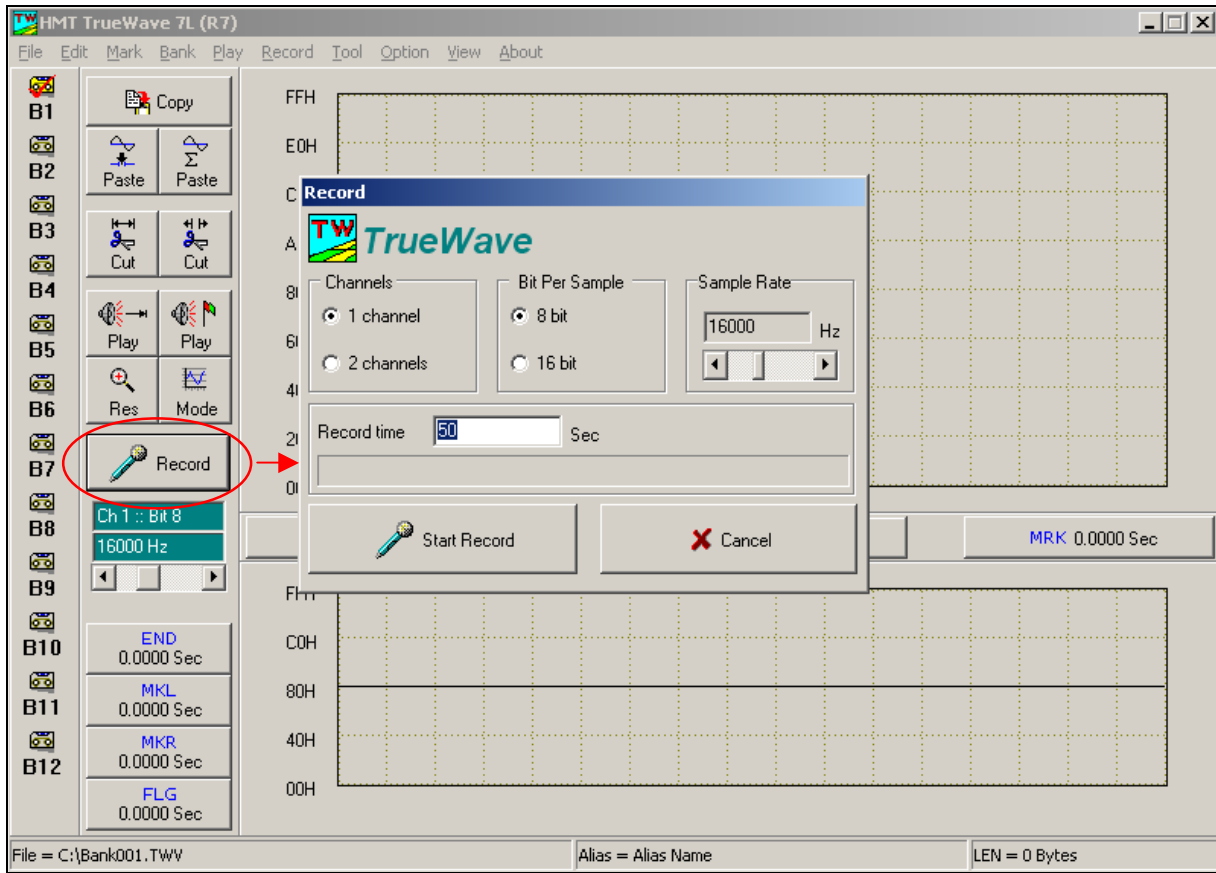 TW HMT TrueWave 7L (R7)
File Edit Mark Bank Play Record Tool Option View About
B1
B2
B3
B4
B5
B6
B7
B8
B9
B10
B11
B12
Copy
Paste Paste
Cut Cut
Play Play
Res Mode
Record
Ch 1 :: Bit 8
16000 Hz
END
0.0000 Sec
MKL
0.0000 Sec
MKR
0.0000 Sec
FLG
0.0000 Sec
FFH
E0H
Record
TW TrueWave
Channels
1 channel
2 channels
Bit Per Sample
8 bit
16 bit
Sample Rate
16000 Hz
Record time 50 Sec
Start Record
Cancel
MRK 0.0000 Sec
C0H
80H
40H
00H
File = C:\Bank001.TWV
Alias = Alias Name
LEN = 0 Bytes